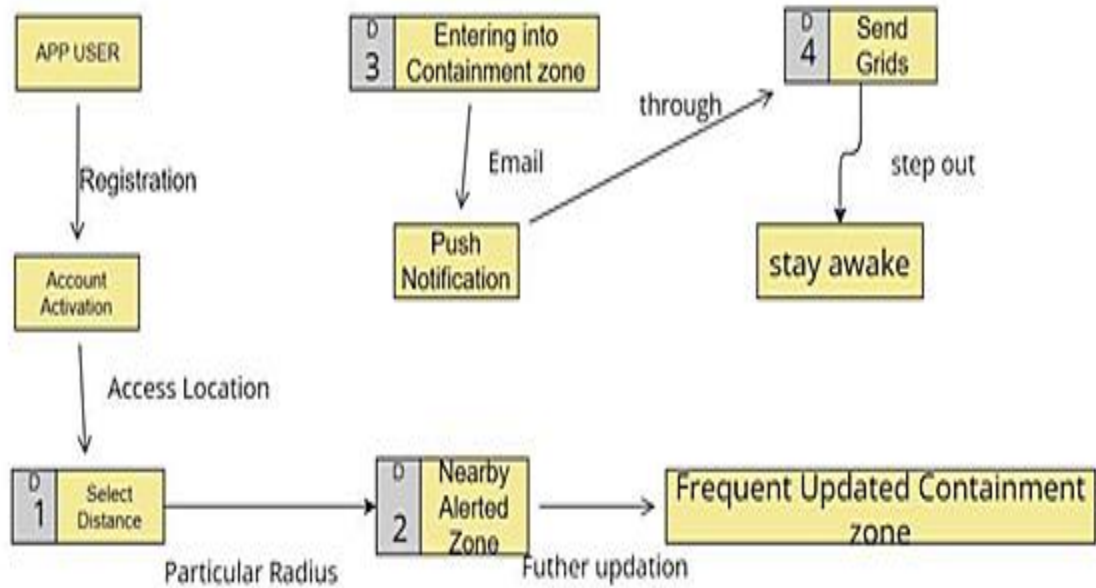 APP USER
Registration
Account
Activation
Access Location
D
1
Select
Distance
Particular Radius
D
2
Nearby
Alerted
Zone
Futher updation
Frequent Updated Containment
zone
D
3
Entering into
Containment zone
Email
Push
Notification
through
D
4
Send
Grids
step out
stay awake